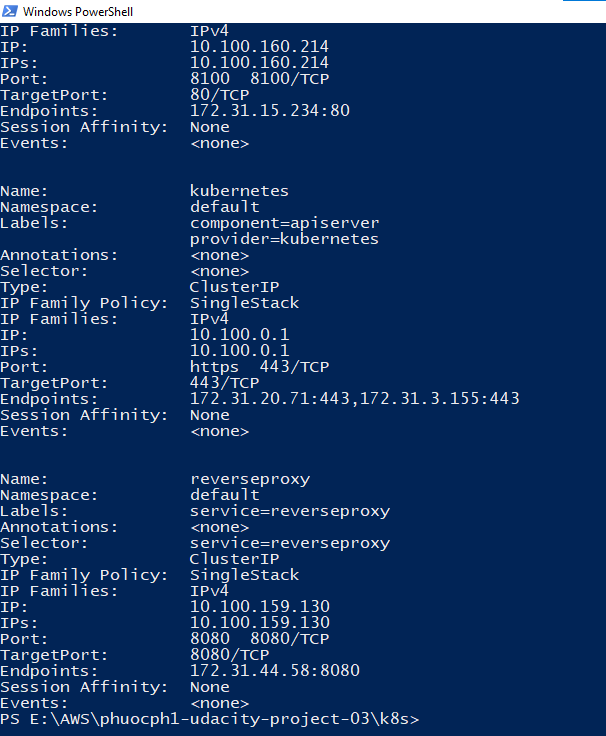 Windows PowerShell
IP Families:       IPv4
IP:                10.100.160.214
IPs:               10.100.160.214
Port:              8100  8100/TCP
TargetPort:        80/TCP
Endpoints:         172.31.15.234:80
Session Affinity:  None
Events:            <none>
Name:              kubernetes
Namespace:         default
Labels:            component=apiserver
                   provider=kubernetes
Annotations:       <none>
Selector:          <none>
Type:              ClusterIP
IP Family Policy:  SingleStack
IP Families:       IPv4
IP:                10.100.0.1
IPs:               10.100.0.1
Port:              https  443/TCP
TargetPort:        443/TCP
Endpoints:         172.31.20.71:443,172.31.3.155:443
Session Affinity:  None
Events:            <none>
Name:              reverseproxy
Namespace:         default
Labels:            service=reverseproxy
Annotations:       <none>
Selector:          service=reverseproxy
Type:              ClusterIP
IP Family Policy:  SingleStack
IP Families:       IPv4
IP:                10.100.159.130
IPs:               10.100.159.130
Port:              8080  8080/TCP
TargetPort:        8080/TCP
Endpoints:         172.31.44.58:8080
Session Affinity:  None
Events:            <none>
PS E:\AWS\phuocph1-udacity-project-03\k8s>